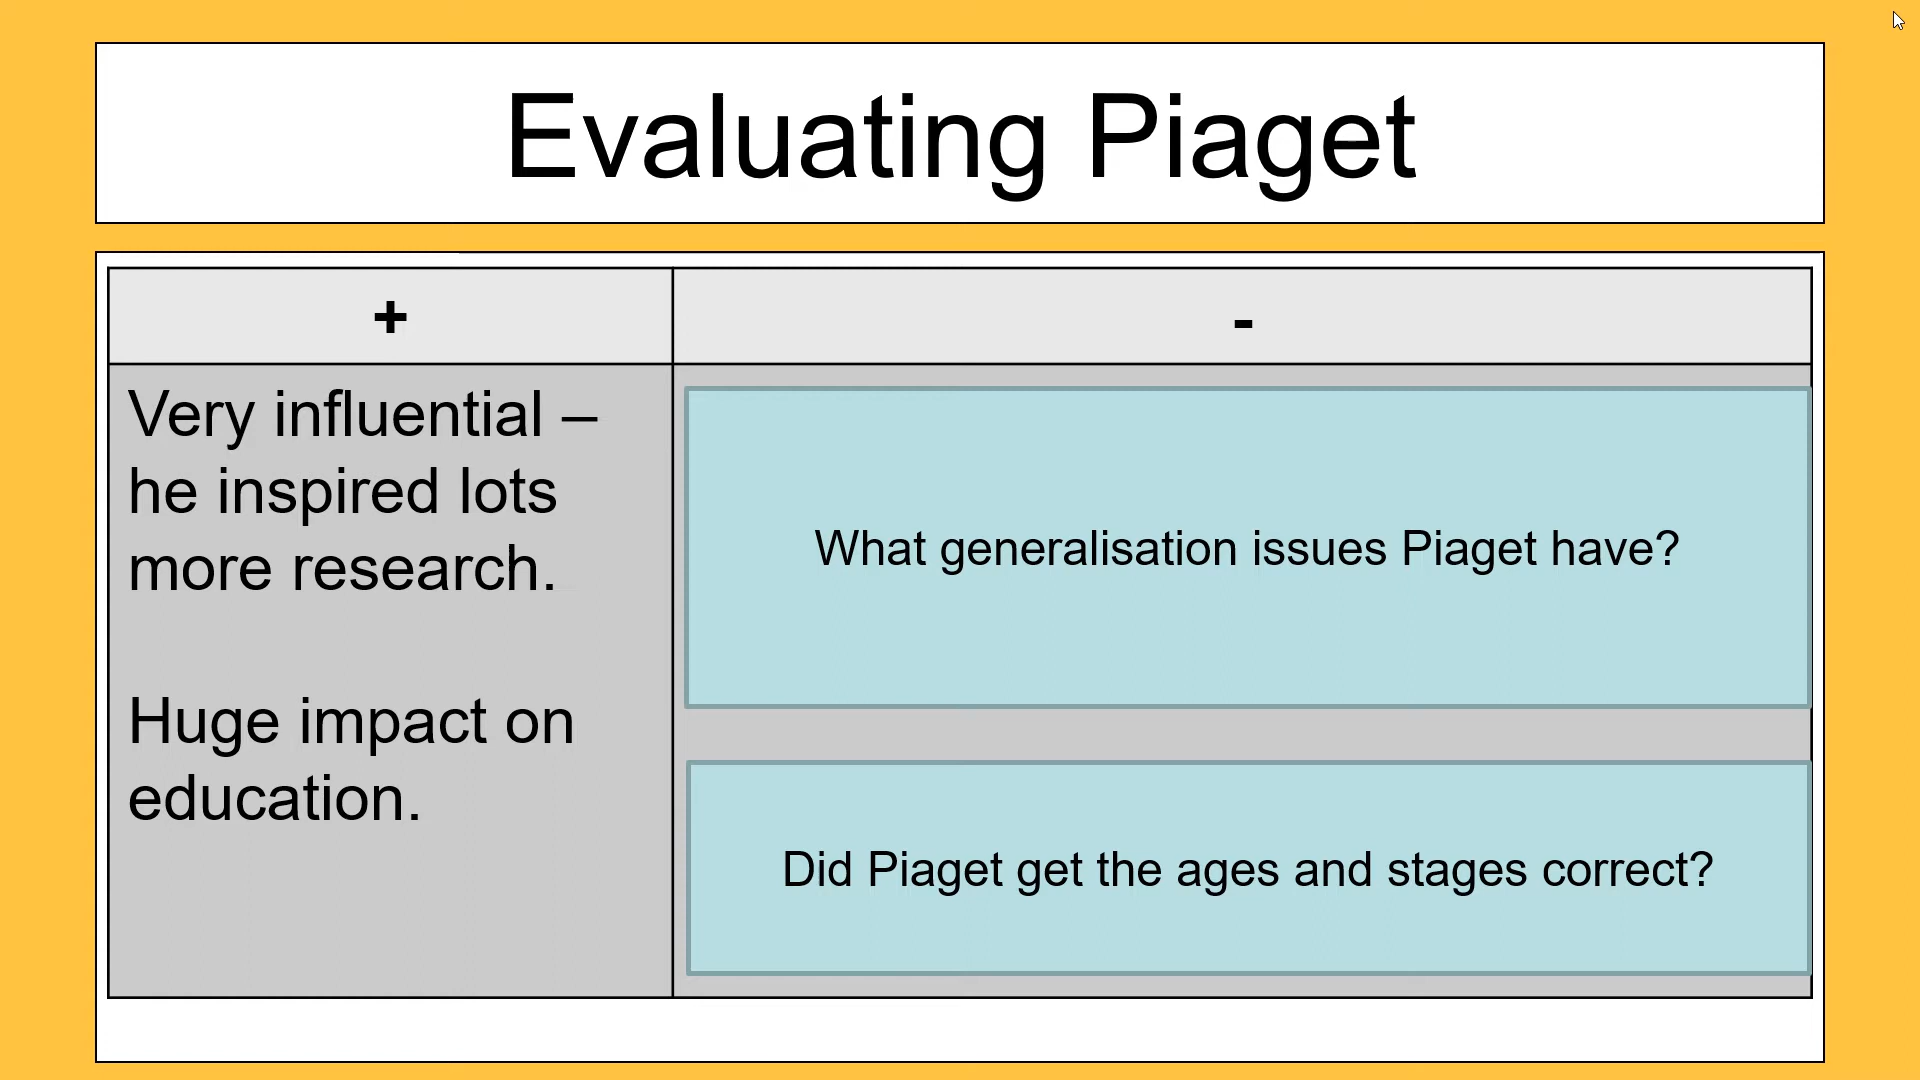 Evaluating Piaget
+
-
Very influential –
he inspired lots
more research.
Huge impact on
education.
What generalisation issues Piaget have?
Did Piaget get the ages and stages correct?